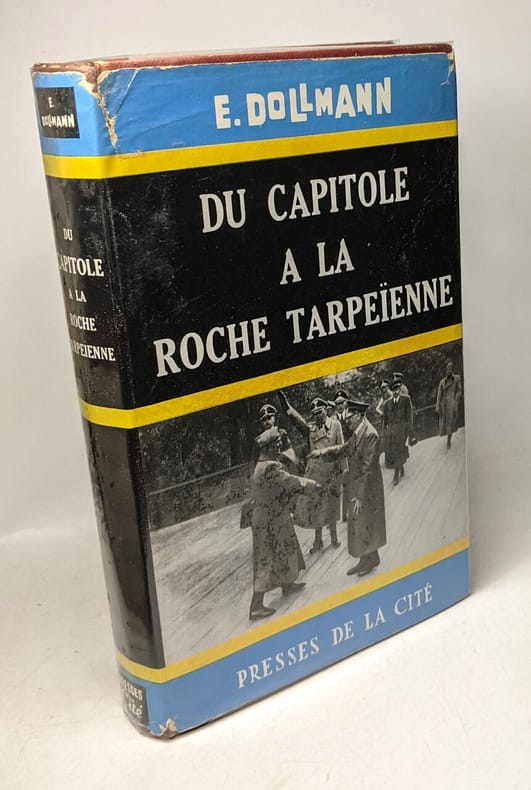 E. DOLLMANN
DU CAPITOLE
A LA
ROCHE TARPEÏENNE
PRESSES DE LA CITÉ
E.
DOLLMANN
DU
CAPITOLE
A LA
ROCHE
TARPEIENNE